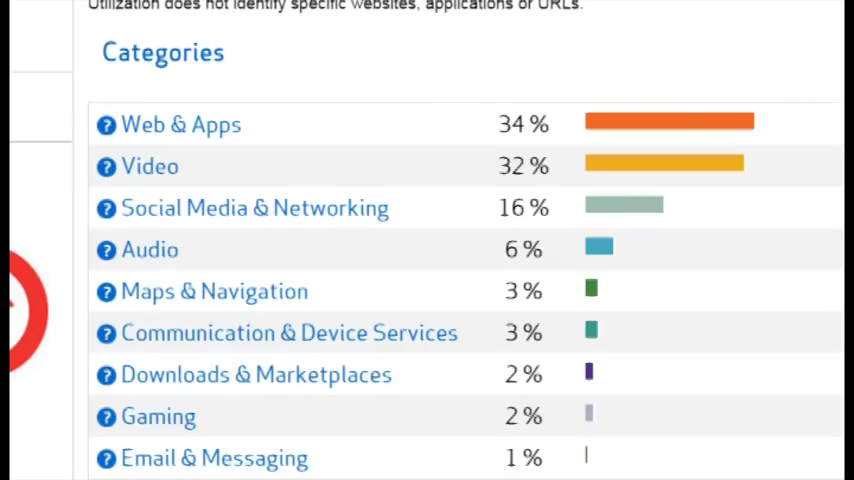 Utilization does not identify specific websites, applications or URLs.
Categories
? Web & Apps 34 %
? Video 32 %
? Social Media & Networking 16 %
? Audio 6 %
? Maps & Navigation 3 %
? Communication & Device Services 3 %
? Downloads & Marketplaces 2 %
? Gaming 2 %
? Email & Messaging 1 %